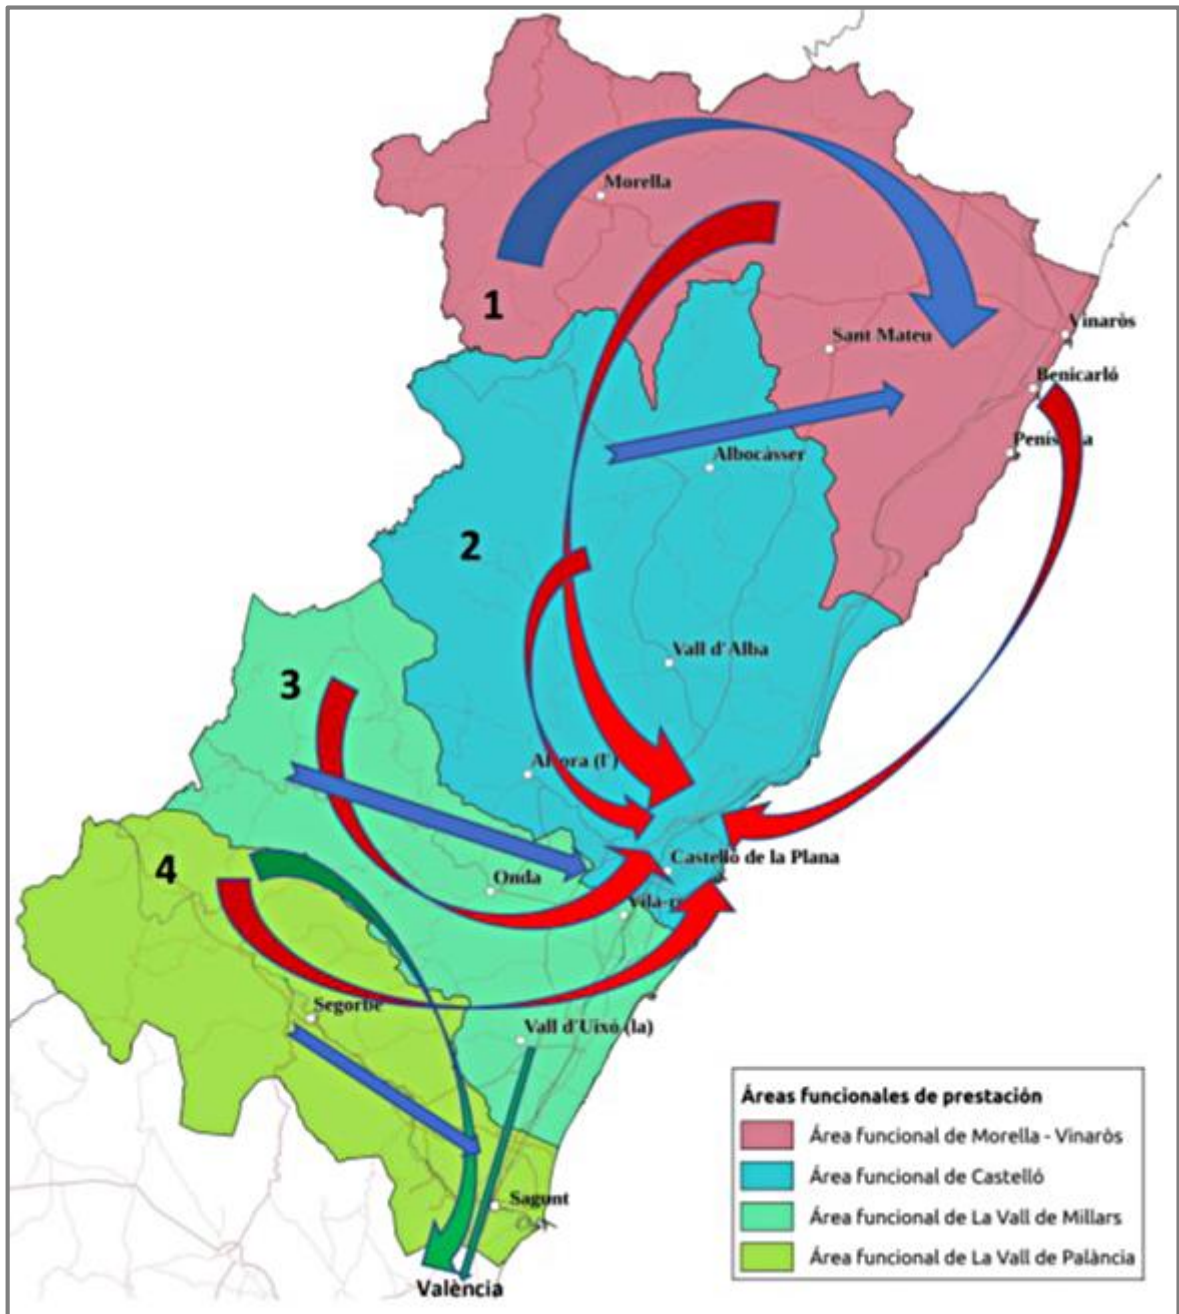 Morella
1
Sant Mateu
Vinaròs
Benicarló
Albocàsser
2
Vall d'Alba
3
4
Castelló de la Plana
Onda
Segorbe
Vall d'Uixó (la)
Sagunt
València
Áreas funcionales de prestación
Área funcional de Morella - Vinaròs
Área funcional de Castelló
Área funcional de La Vall de Millars
Área funcional de La Vall de Palància